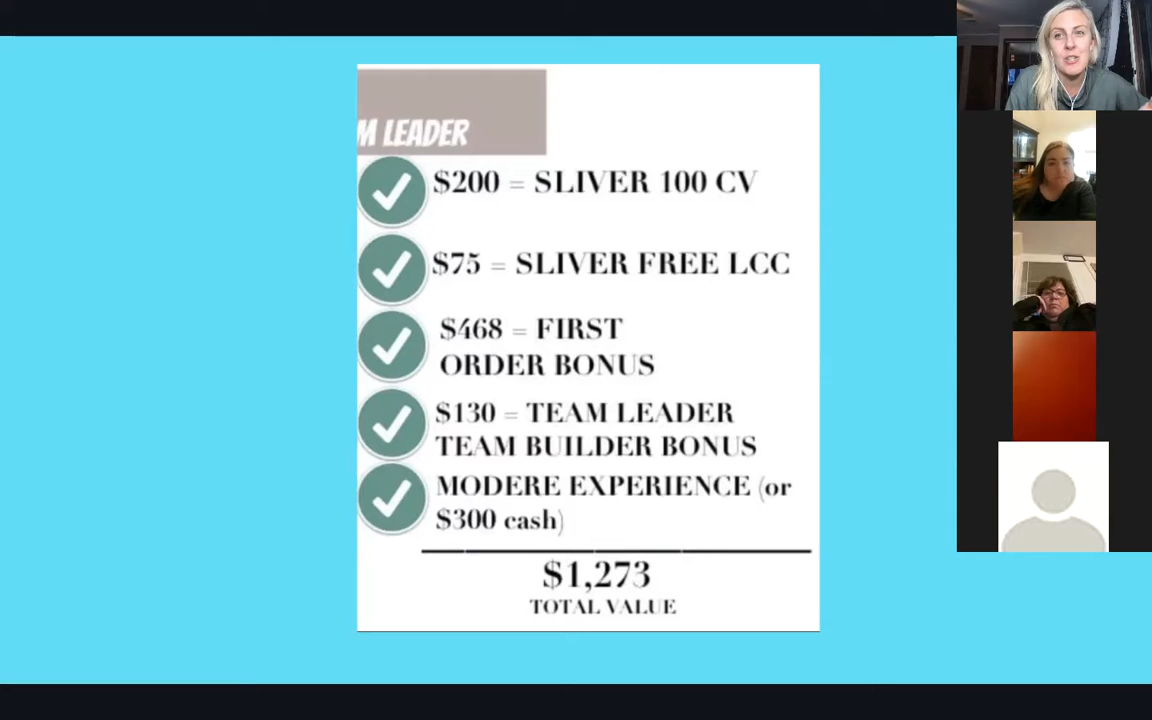 M LEADER
$200 = SLIVER 100 CV
$75 = SLIVER FREE LCC
$468 = FIRST
ORDER BONUS
$130 = TEAM LEADER
TEAM BUILDER BONUS
MODERE EXPERIENCE (or
$300 cash)
$1,273
TOTAL VALUE